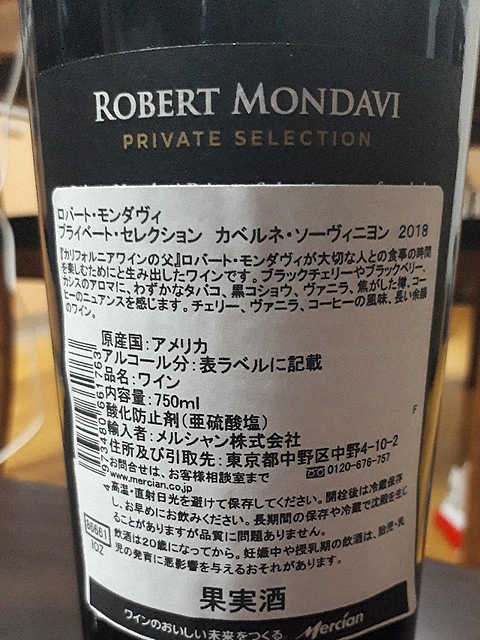 ROBERT MONDAVI
PRIVATE SELECTION
ロバート・モンダヴィ
プライベート・セレクション カベルネ・ソーヴィニヨン 2018
『カリフォルニアワインの父』ロバート・モンダヴィが大切な人との食事の時間
を楽しむためにと生み出したワインです。ブラックチェリーやブラックベリー、
カシスのアロマに、わずかなタバコ、黒コショウ、ヴァニラ、焦がした樽、コー
ヒーのニュアンスを感じます。チェリー、ヴァニラ、コーヒーの風味、長い余韻
のワイン。
原産国:アメリカ
アルコール分:表ラベルに記載
品名:ワイン
内容量:750ml
酸化防止剤(亜硫酸塩)
輸入者:メルシャン株式会社
住所及び引取先:東京都中野区中野4-10-2
お問合せは、お客様相談室まで 0120-676-757
www.mercian.co.jp
4973480661763
F
高温・直射日光を避けて保存してください。開栓後は冷蔵保存
し、お早めにお飲みください。長期間の保存や冷蔵で沈殿を生じ
ることがありますが品質に問題ありません。
86661
10Z
飲酒は20歳になってから。妊娠中や授乳期の飲酒は、胎児・乳
児の発育に悪影響を与えるおそれがあります。
果実酒
ワインのおいしい未来をつくる Mercian